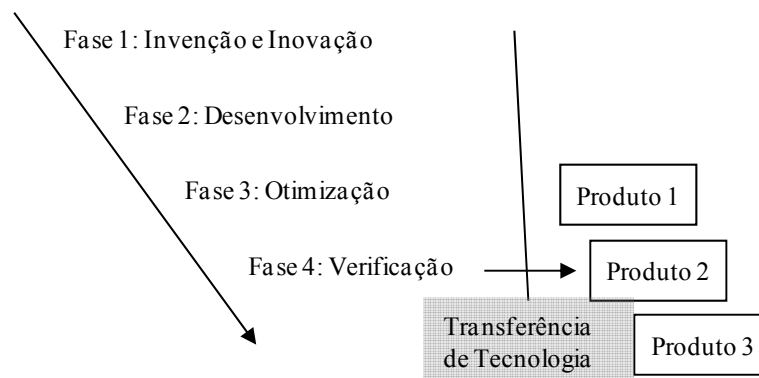 Fase 1: Invenção e Inovação
Fase 2: Desenvolvimento
Fase 3: Otimização
Produto 1
Fase 4: Verificação
Produto 2
Transferência
de Tecnologia
Produto 3